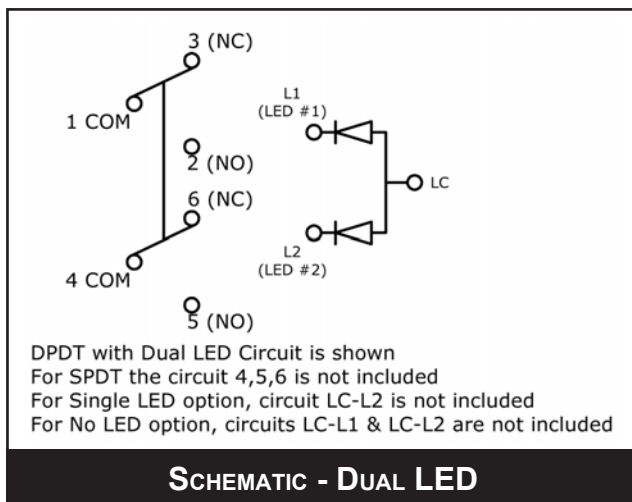 3 (NC)
1 COM
2 (NO)
6 (NC)
4 COM
5 (NO)
L1
(LED #1)
LC
L2
(LED #2)
DPDT with Dual LED Circuit is shown
For SPDT the circuit 4,5,6 is not included
For Single LED option, circuit LC-L2 is not included
For No LED option, circuits LC-L1 & LC-L2 are not included
SCHEMATIC - DUAL LED